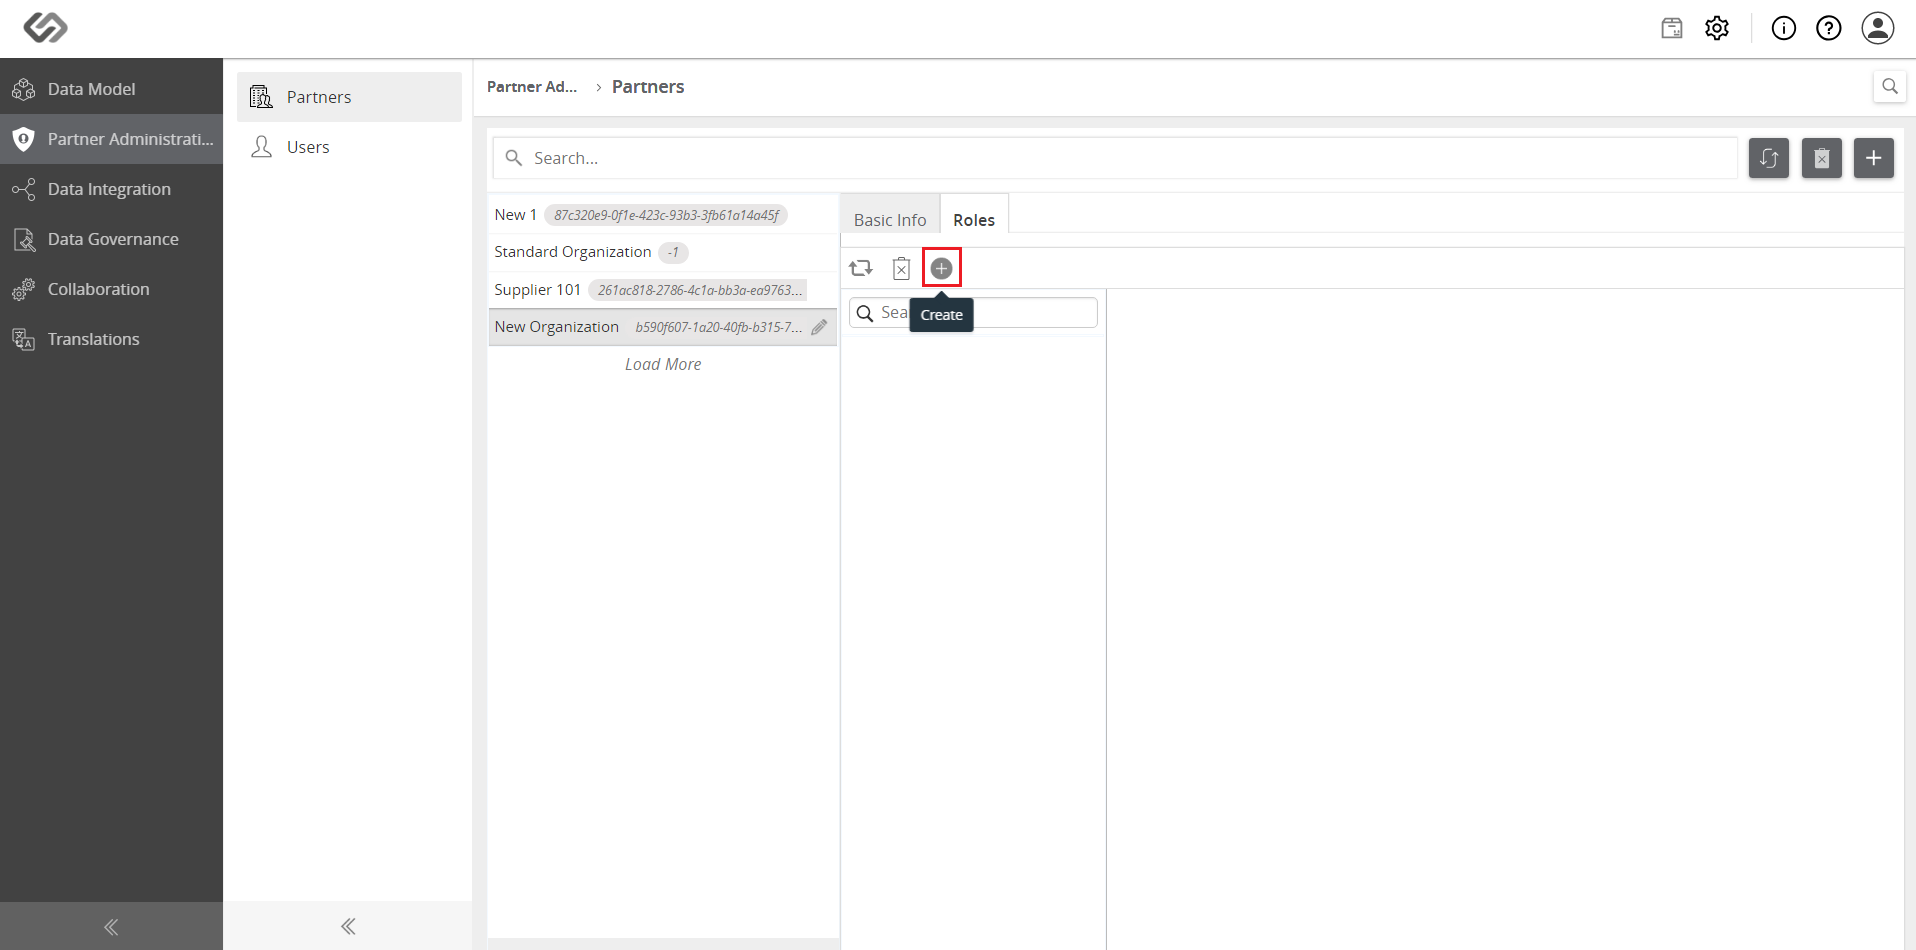 Data Model
Partner Administrati...
Data Integration
Data Governance
Collaboration
Translations
Partners
Users
Partner Ad... › Partners
Search...
New 1 87c320e9-0f1e-423c-93b3-3fb61a14a45f
Standard Organization -1
Supplier 101 261ac818-2786-4c1a-bb3a-ea9763...
New Organization b590f607-1a20-40fb-b315-7...
Load More
Basic Info Roles
Sea
Create